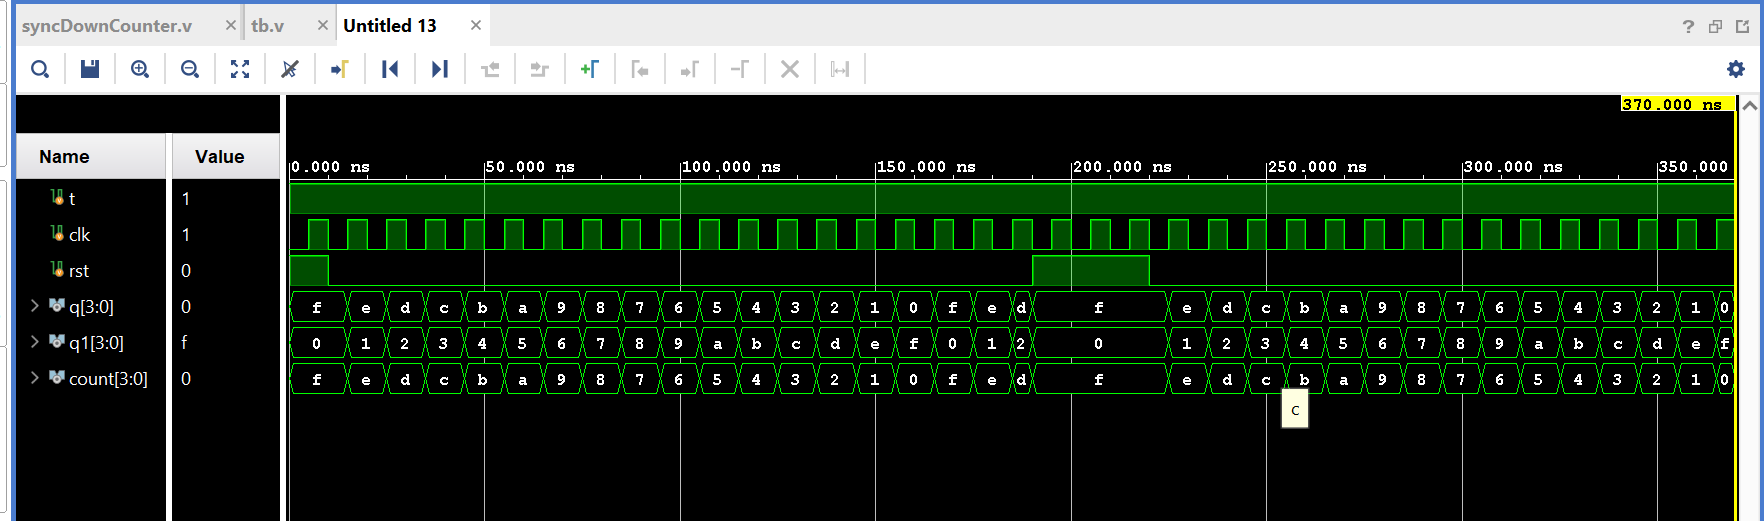 syncDownCounter.v × tb.v × Untitled 13 × ?
370.000 ns
Name Value
0.000 ns 50.000 ns 100.000 ns 150.000 ns 200.000 ns 250.000 ns 300.000 ns 350.000
t 1
clk 1
rst 0
q[3:0] 0 f e d c b a 9 8 7 6 5 4 3 2 1 0 f e d f e d c b a 9 8 7 6 5 4 3 2 1 0
q1[3:0] f 0 1 2 3 4 5 6 7 8 9 a b c d e f 0 1 2 0 1 2 3 4 5 6 7 8 9 a b c d e f
count[3:0] 0 f e d c b a 9 8 7 6 5 4 3 2 1 0 f e d f e d c b a 9 8 7 6 5 4 3 2 1 0
c